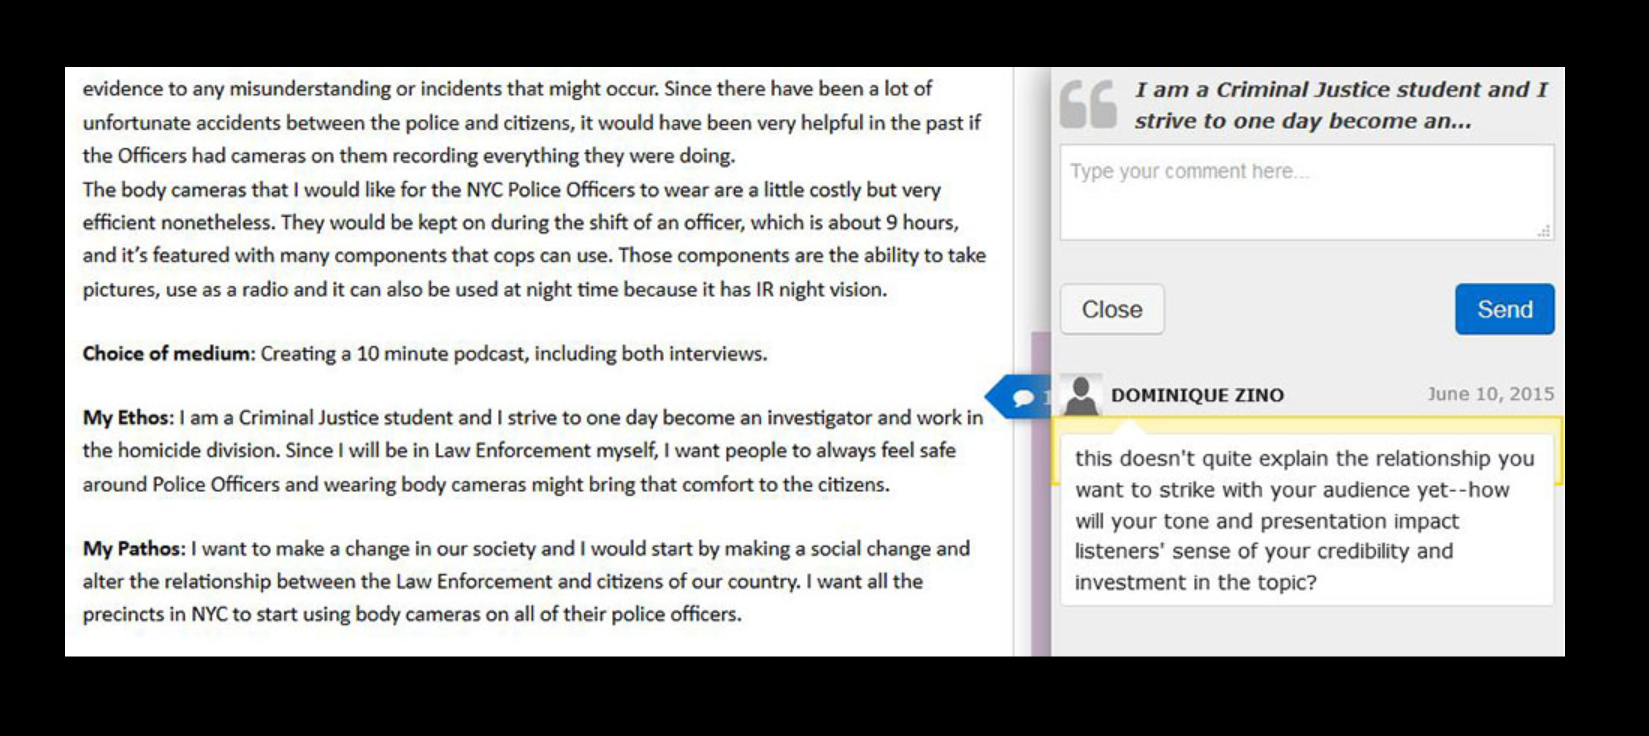 evidence to any misunderstanding or incidents that might occur. Since there have been a lot of
unfortunate accidents between the police and citizens, it would have been very helpful in the past if
the Officers had cameras on them recording everything they were doing.
The body cameras that I would like for the NYC Police Officers to wear are a little costly but very
efficient nonetheless. They would be kept on during the shift of an officer, which is about 9 hours,
and it’s featured with many components that cops can use. Those components are the ability to take
pictures, use as a radio and it can also be used at night time because it has IR night vision.
Choice of medium: Creating a 10 minute podcast, including both interviews.
My Ethos: I am a Criminal Justice student and I strive to one day become an investigator and work in
the homicide division. Since I will be in Law Enforcement myself, I want people to always feel safe
around Police Officers and wearing body cameras might bring that comfort to the citizens.
My Pathos: I want to make a change in our society and I would start by making a social change and
alter the relationship between the Law Enforcement and citizens of our country. I want all the
precincts in NYC to start using body cameras on all of their police officers.
I am a Criminal Justice student and I
strive to one day become an...
Type your comment here...
Close
Send
1
DOMINIQUE ZINO
June 10, 2015
this doesn't quite explain the relationship you
want to strike with your audience yet--how
will your tone and presentation impact
listeners' sense of your credibility and
investment in the topic?